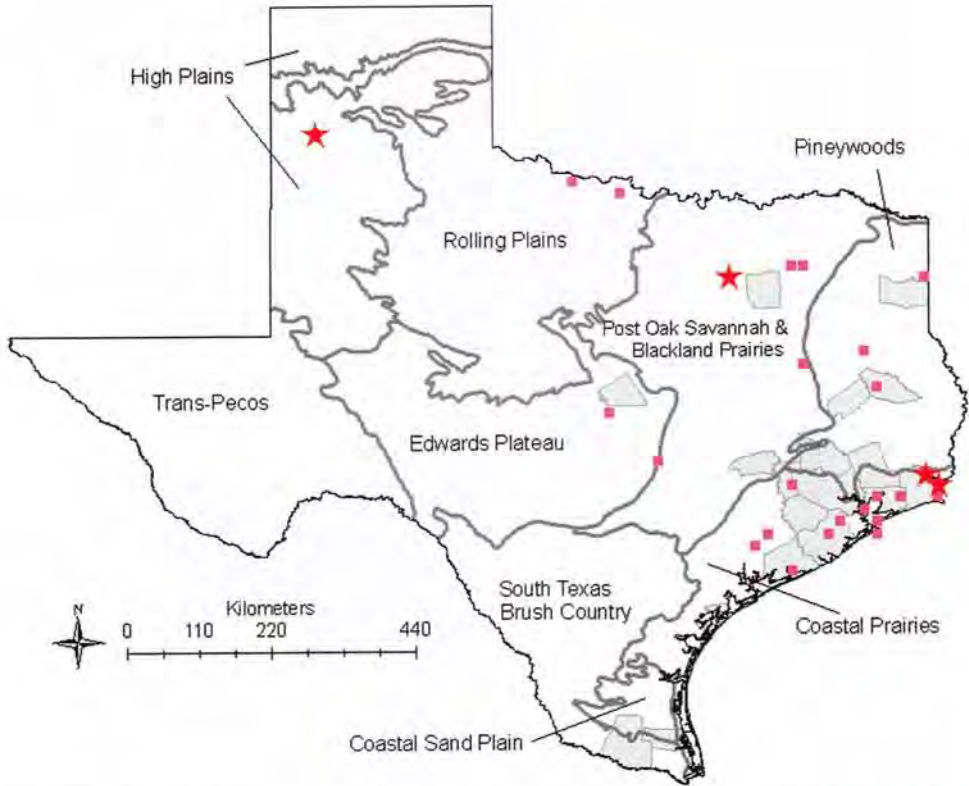 High Plains
Pineywoods
Rolling Plains
Post Oak Savannah &
Blackland Prairies
Trans-Pecos
Edwards Plateau
South Texas
Brush Country
Coastal Prairies
N
Kilometers
0 110 220 440
Coastal Sand Plain